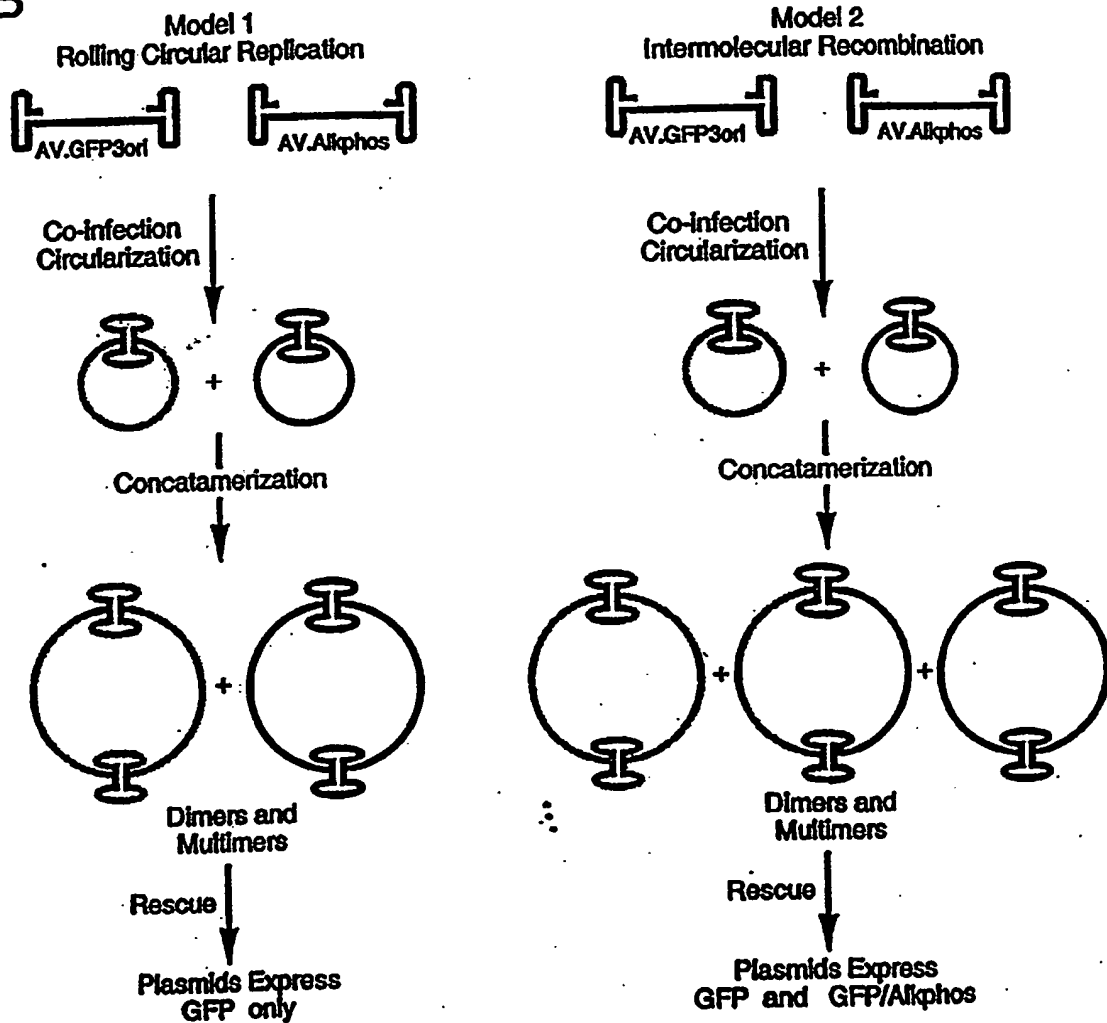 Model 1
Rolling Circular Replication
AV.GFP3ori
AV.Alkphos
Co-infection
Circularization
+
Concatamerization
+
Dimers and
Multimers
Rescue
Plasmids Express
GFP only
Model 2
Intermolecular Recombination
AV.GFP3ori
AV.Alkphos
Co-infection
Circularization
+
Concatamerization
+
+
Dimers and
Multimers
Rescue
Plasmids Express
GFP and GFP/Alkphos